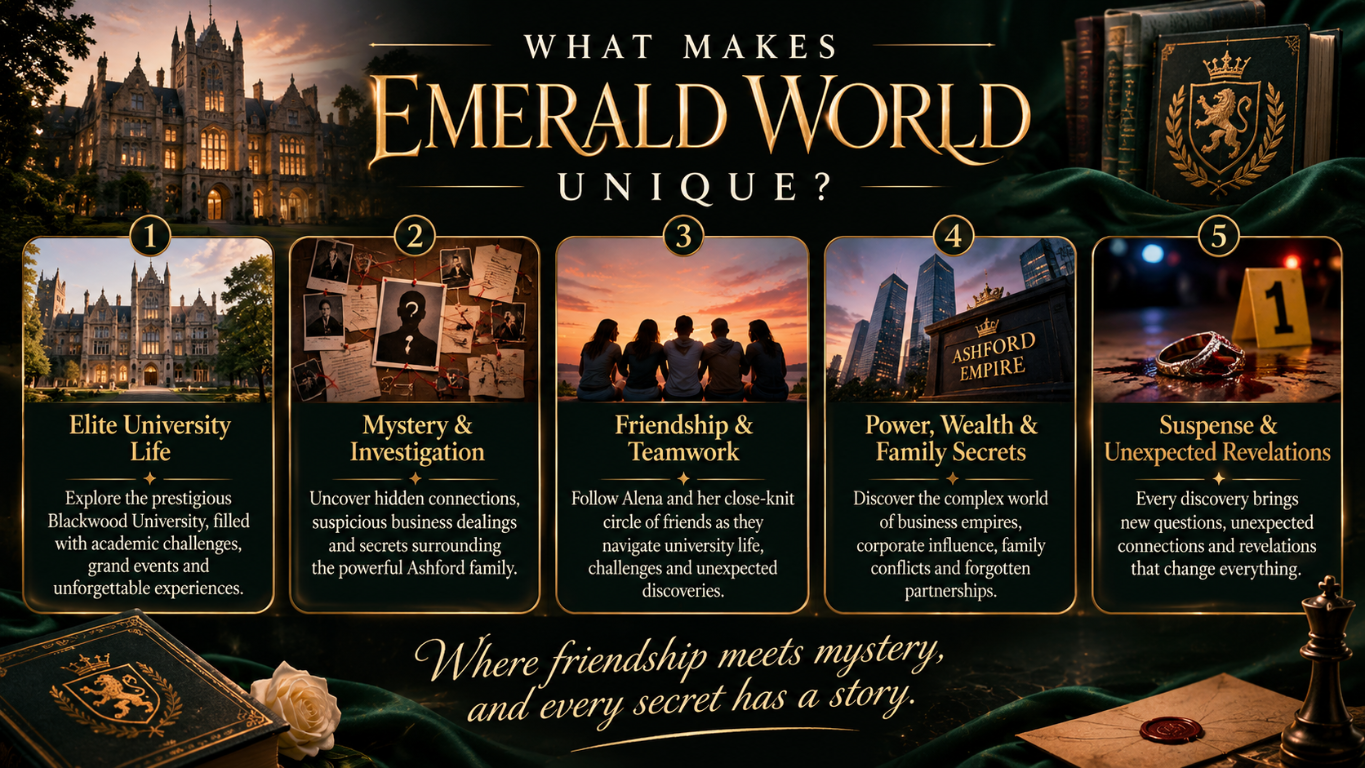 WHAT MAKES
EMERALD WORLD
UNIQUE?
1
Elite University
Life
Explore the prestigious
Blackwood University, filled
with academic challenges,
grand events and
unforgettable experiences.
2
?
Mystery &
Investigation
Uncover hidden connections,
suspicious business dealings
and secrets surrounding
the powerful Ashford family.
3
Friendship &
Teamwork
Follow Alena and her close-knit
circle of friends as they
navigate university life,
challenges and unexpected
discoveries.
4
ASHFORD
EMPIRE
Power, Wealth &
Family Secrets
Discover the complex world
of business empires,
corporate influence, family
conflicts and forgotten
partnerships.
5
1
Suspense &
Unexpected Revelations
Every discovery brings
new questions, unexpected
connections and revelations
that change everything.
Where friendship meets mystery,
and every secret has a story.